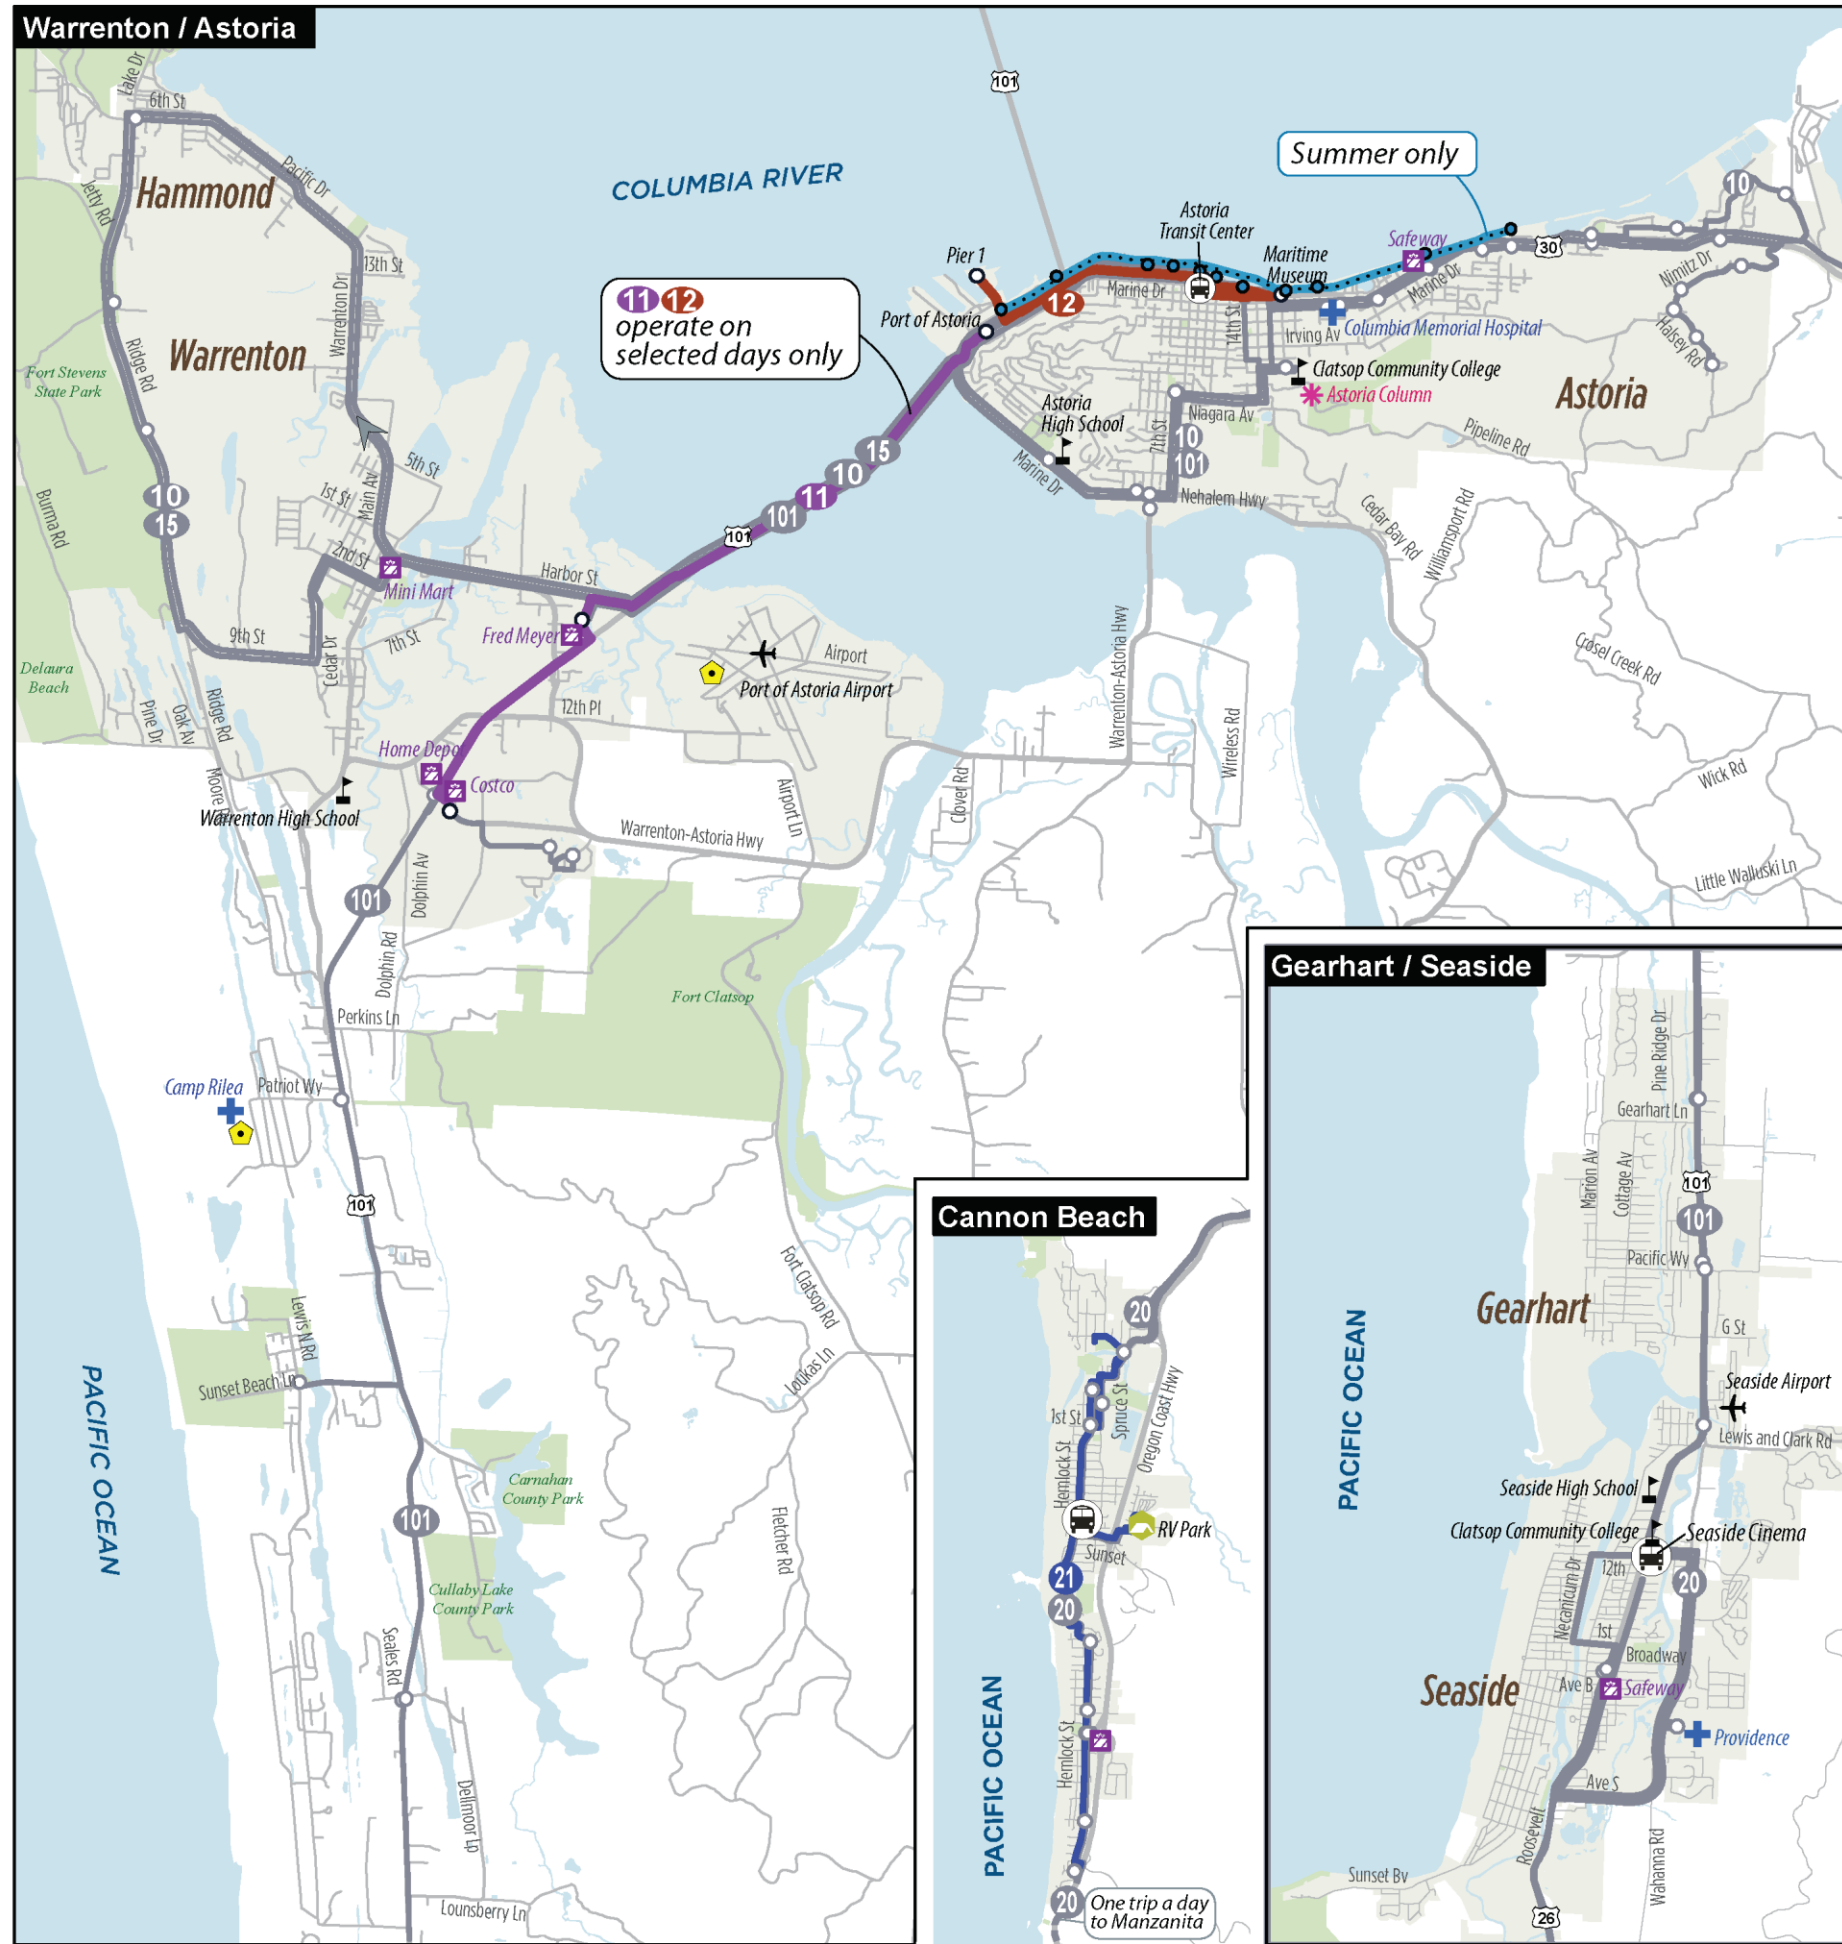 Warrenton / Astoria
101
Lake Dr
6th St
Pacific Dr
Jetty Rd
Hammond
COLUMBIA RIVER
Summer only
Astoria
Transit Center
Safeway
10
30
13th St
Warrenton Dr
Pier 1
Maritime
Museum
Marine Dr
Marine Dr
Nimitz Dr
11 12
operate on
selected days only
Port of Astoria
12
14th St
Irving Av
Columbia Memorial Hospital
Halsey Rd
Ridge Rd
Warrenton
Fort Stevens
State Park
Clatsop Community College
Astoria Column
Astoria
Astoria
High School
7th St
Niagara Av
10
101
Pipeline Rd
Marine Dr
Nehalem Hwy
15
10
11
101
101
5th St
1st St
Main Av
10
15
Burma Rd
Cedar Bay Rd
Williamsport Rd
2nd St
Mini Mart
Harbor St
9th St
7th St
Cedar Dr
Fred Meyer
Airport
Port of Astoria Airport
Warrenton-Astoria Hwy
Crosel Creek Rd
Delaura
Beach
Pine Dr
Oak Av
Ridge Rd
12th Pl
Wireless Rd
Home Depo
Costco
Moore Rd
Warrenton High School
Airport Ln
Clover Rd
Wick Rd
Warrenton-Astoria Hwy
Dolphin Av
101
Little Walluski Ln
Dolphin Rd
Fort Clatsop
Perkins Ln
Camp Rilea
Patriot Wy
101
Fort Clatsop Rd
Lewis N Rd
Loukas Ln
Sunset Beach Ln
PACIFIC OCEAN
Carnahan
County Park
101
Fletcher Rd
Cullaby Lake
County Park
Seales Rd
Dellmoor Lp
Lounsberry Ln
Cannon Beach
20
Oregon Coast Hwy
Spruce St
1st St
Hemlock St
RV Park
Sunset
21
20
PACIFIC OCEAN
Hemlock St
20
One trip a day
to Manzanita
Gearhart / Seaside
Pine Ridge Dr
Gearhart Ln
Marion Av
Cottage Av
101
101
Pacific Wy
Gearhart
G St
PACIFIC OCEAN
Seaside Airport
Lewis and Clark Rd
Seaside High School
Clatsop Community College
Seaside Cinema
12th
20
Necanicum Dr
1st
Broadway
Seaside
Ave B
Safeway
Providence
Ave S
Roosevelt
Wahanna Rd
Sunset Bv
26